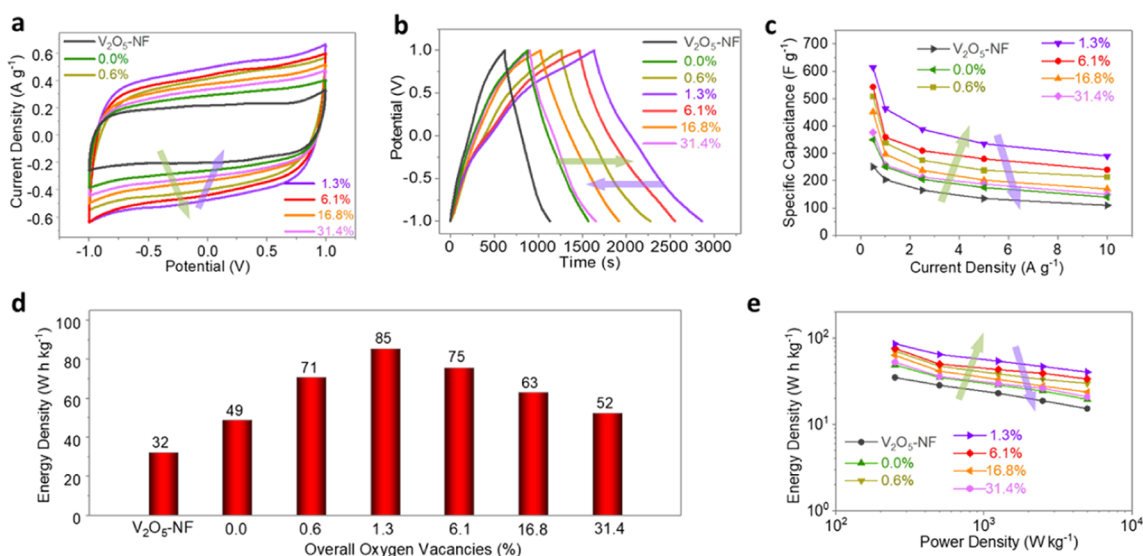 a
V₂O₅-NF
0.0%
0.6%
1.3%
6.1%
16.8%
31.4%
Current Density (A g⁻¹)
0.6
0.4
0.2
0.0
-0.2
-0.4
-0.6
-1.0 -0.5 0.0 0.5 1.0
Potential (V)
b
V₂O₅-NF
0.0%
0.6%
1.3%
6.1%
16.8%
31.4%
Potential (V)
1.0
0.5
0.0
-0.5
-1.0
0 500 1000 1500 2000 2500 3000
Time (s)
c
V₂O₅-NF
0.0%
0.6%
1.3%
6.1%
16.8%
31.4%
Specific Capacitance (F g⁻¹)
700
600
500
400
300
200
100
0
0 2 4 6 8 10
Current Density (A g⁻¹)
d
Energy Density (W h kg⁻¹)
100
80
60
40
20
0
32 49 71 85 75 63 52
V₂O₅-NF 0.0 0.6 1.3 6.1 16.8 31.4
Overall Oxygen Vacancies (%)
e
Energy Density (W h kg⁻¹)
10²
10¹
10⁰
V₂O₅-NF
0.0%
0.6%
1.3%
6.1%
16.8%
31.4%
10² 10³ 10⁴
Power Density (W kg⁻¹)